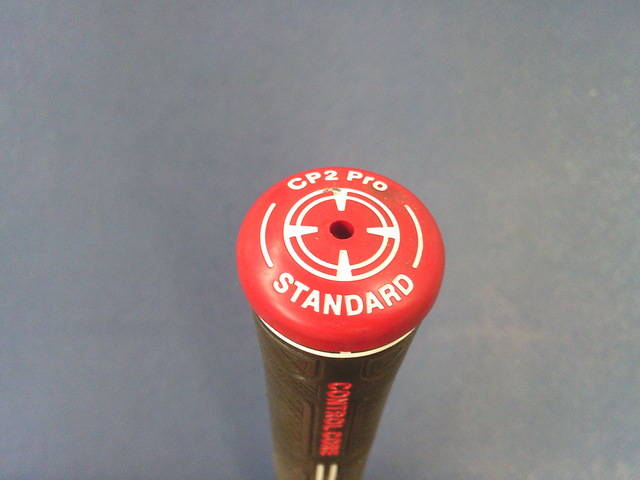 CP2 Pro
STANDARD
CONTROL CORE